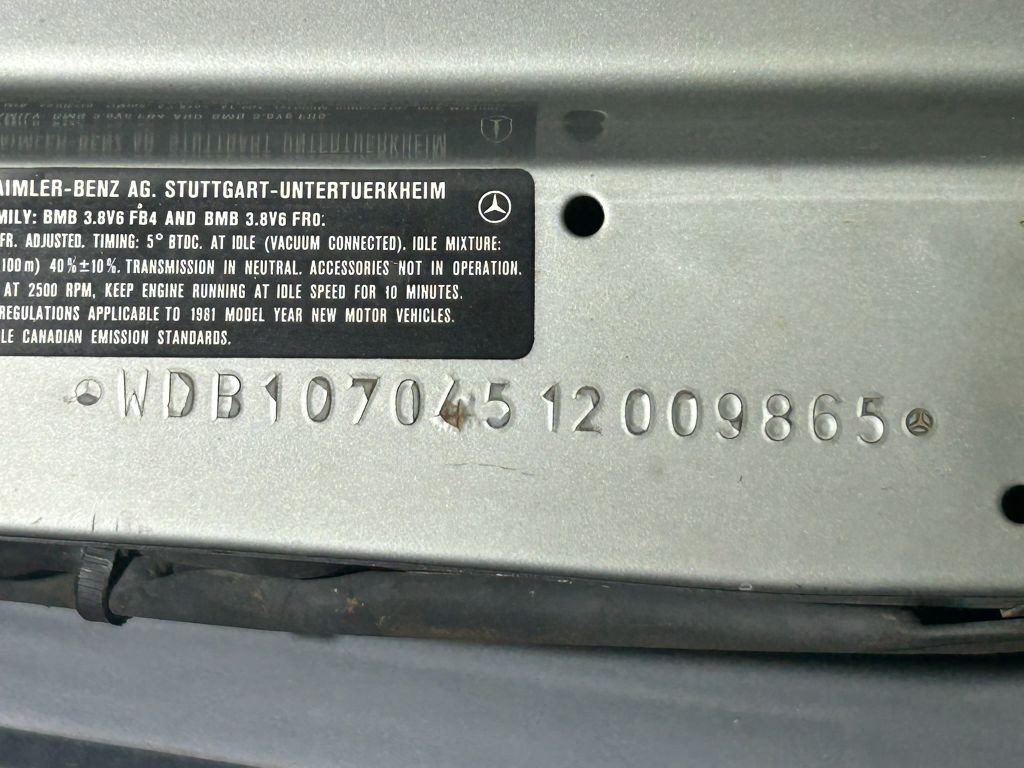 AIMLER-BENZ AG. STUTTGART-UNTERTUERKHEIM
MILY: BMB 3.8V6 FB4 AND BMB 3.8V6 FRO:
FR. ADJUSTED. TIMING: 5° BTDC. AT IDLE (VACUUM CONNECTED). IDLE MIXTURE:
100m) 40%±10%. TRANSMISSION IN NEUTRAL. ACCESSORIES NOT IN OPERATION.
AT 2500 RPM, KEEP ENGINE RUNNING AT IDLE SPEED FOR 10 MINUTES.
REGULATIONS APPLICABLE TO 1981 MODEL YEAR NEW MOTOR VEHICLES.
LE CANADIAN EMISSION STANDARDS.
WDB10704512009865